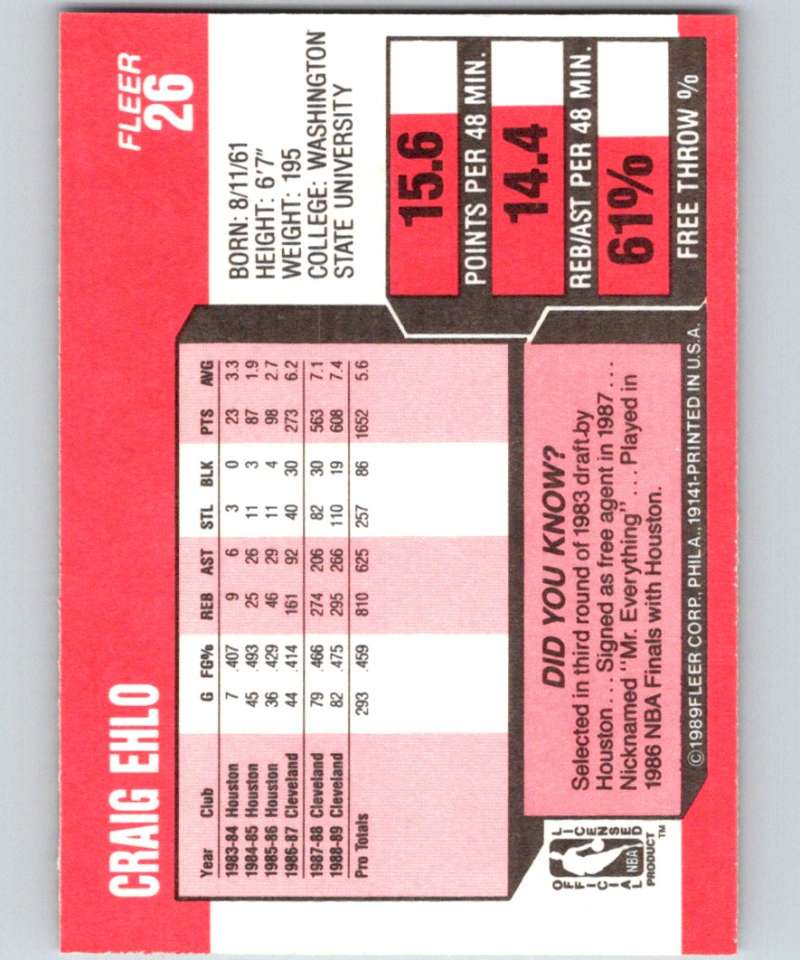 CRAIG EHLO
FLEER
26
BORN: 8/11/61
HEIGHT: 6'7"
WEIGHT: 195
COLLEGE: WASHINGTON
STATE UNIVERSITY
Year Club G FG% REB AST STL BLK PTS AVG
1983-84 Houston 7 .407 9 6 3 0 23 3.3
1984-85 Houston 45 .493 25 26 11 3 87 1.9
1985-86 Houston 36 .429 46 29 11 4 98 2.7
1986-87 Cleveland 44 .414 161 92 40 30 273 6.2
1987-88 Cleveland 79 .466 274 206 82 30 563 7.1
1988-89 Cleveland 82 .475 295 266 110 19 608 7.4
Pro Totals 293 .459 810 625 257 86 1652 5.6
15.6
POINTS PER 48 MIN.
14.4
REB/AST PER 48 MIN.
61%
FREE THROW %
DID YOU KNOW?
Selected in third round of 1983 draft by
Houston . . . Signed as free agent in 1987 . . .
Nicknamed "Mr. Everything" . . . Played in
1986 NBA Finals with Houston.
OFFICIAL LICENSED
NBA
PRODUCT™
©1989 FLEER CORP., PHILA., 19141-PRINTED IN U.S.A.